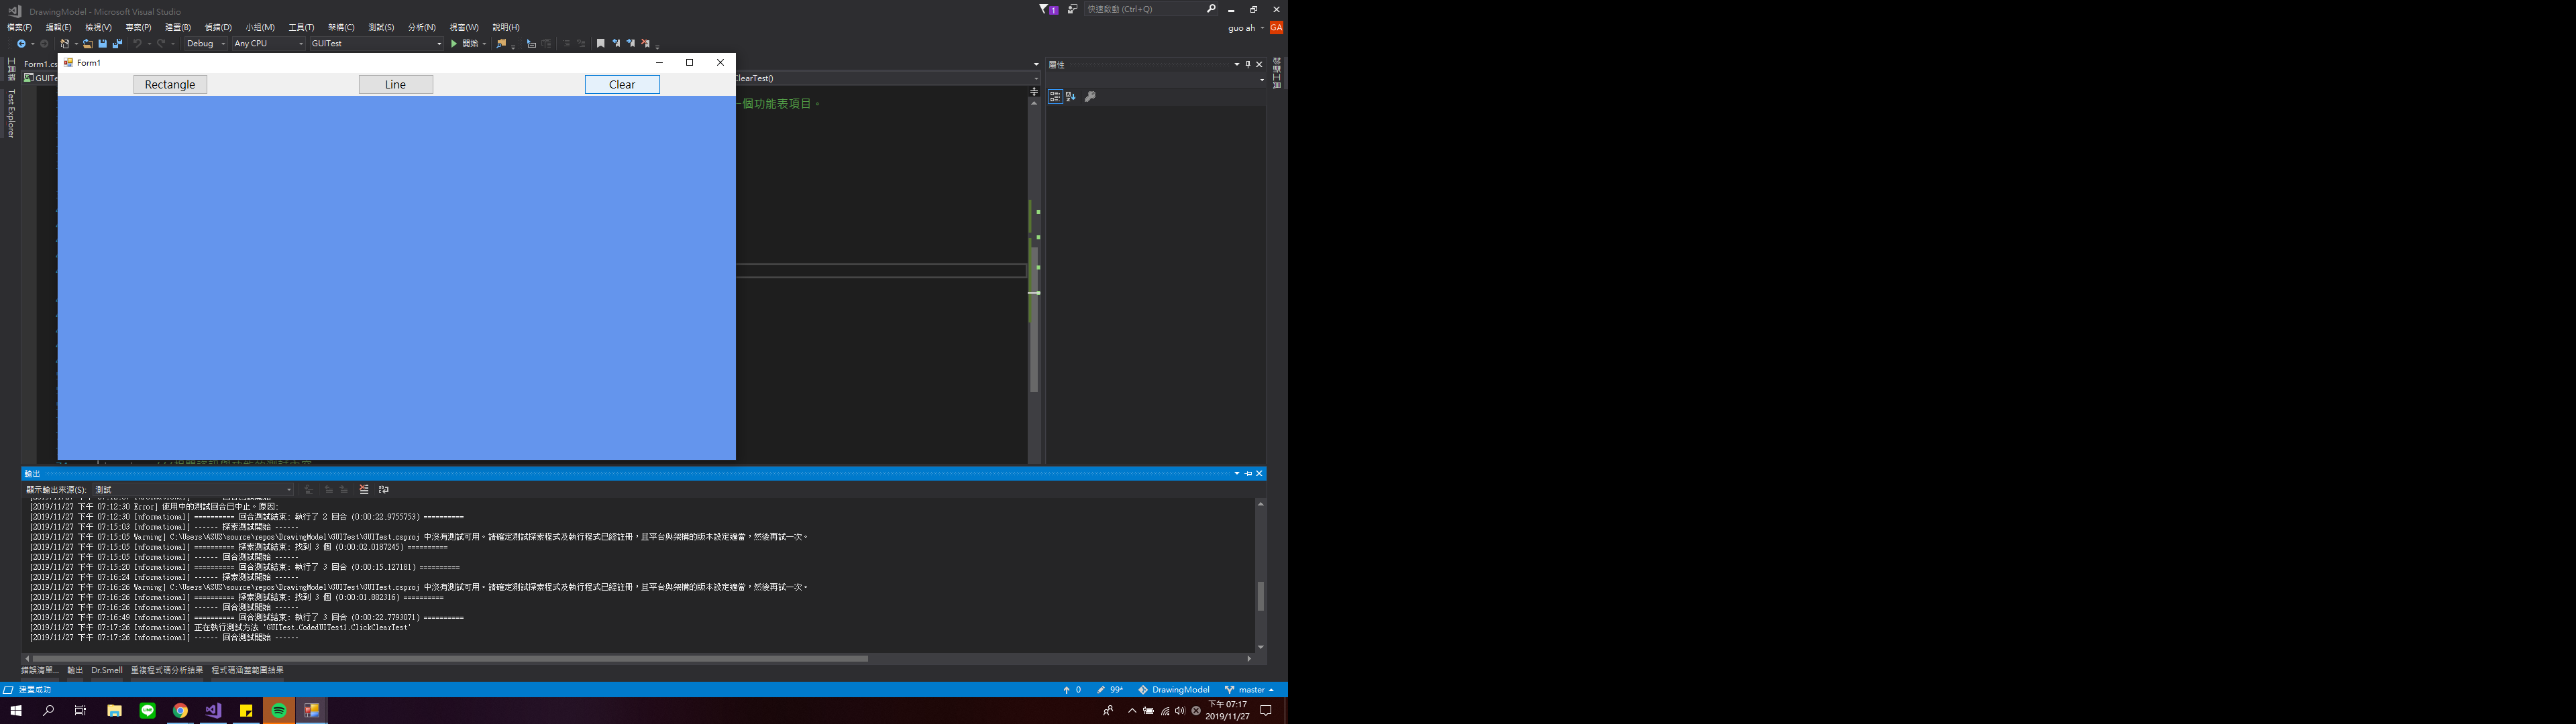 DrawingModel - Microsoft Visual Studio
1
快速啟動 (Ctrl+Q)
檔案(F) 編輯(E) 檢視(V) 專案(P) 建置(B) 偵錯(D) 小組(M) 工具(T) 架構(C) 測試(S) 分析(N) 視窗(W) 說明(H)
guo ah
GA
Debug
Any CPU
GUITest
開始
Form1.cs
Form1
GUITe
Rectangle
Line
Clear
ClearTest()
一個功能表項目。
屬性
工具箱
Test Explorer
輸出
顯示輸出來源(S):
測試
[2019/11/27 下午 07:12:30 Error] 使用中的測試回合已中止。原因:
[2019/11/27 下午 07:12:30 Informational] ========== 回合測試結束: 執行了 2 回合 (0:00:22.9755753) ==========
[2019/11/27 下午 07:15:03 Informational] ------ 探索測試開始 ------
[2019/11/27 下午 07:15:05 Warning] C:\Users\ASUS\source\repos\DrawingModel\GUITest\GUITest.csproj 中沒有測試可用。請確定測試探索程式及執行程式已經註冊，且平台與架構的版本設定適當，然後再試一次。
[2019/11/27 下午 07:15:05 Informational] ========== 探索測試結束: 找到 3 個 (0:00:02.0187245) ==========
[2019/11/27 下午 07:15:05 Informational] ------ 回合測試開始 ------
[2019/11/27 下午 07:15:20 Informational] ========== 回合測試結束: 執行了 3 回合 (0:00:15.127181) ==========
[2019/11/27 下午 07:16:24 Informational] ------ 探索測試開始 ------
[2019/11/27 下午 07:16:26 Warning] C:\Users\ASUS\source\repos\DrawingModel\GUITest\GUITest.csproj 中沒有測試可用。請確定測試探索程式及執行程式已經註冊，且平台與架構的版本設定適當，然後再試一次。
[2019/11/27 下午 07:16:26 Informational] ========== 探索測試結束: 找到 3 個 (0:00:01.882316) ==========
[2019/11/27 下午 07:16:26 Informational] ------ 回合測試開始 ------
[2019/11/27 下午 07:16:49 Informational] ========== 回合測試結束: 執行了 3 回合 (0:00:22.7793071) ==========
[2019/11/27 下午 07:17:26 Informational] 正在執行測試方法 'GUITest.CodedUITest1.ClickClearTest'
[2019/11/27 下午 07:17:26 Informational] ------ 回合測試開始 ------
錯誤清單... 輸出 Dr.Smell 重複程式碼分析結果 程式碼涵蓋範圍結果
建置成功
0
99*
DrawingModel
master
下午 07:17
2019/11/27